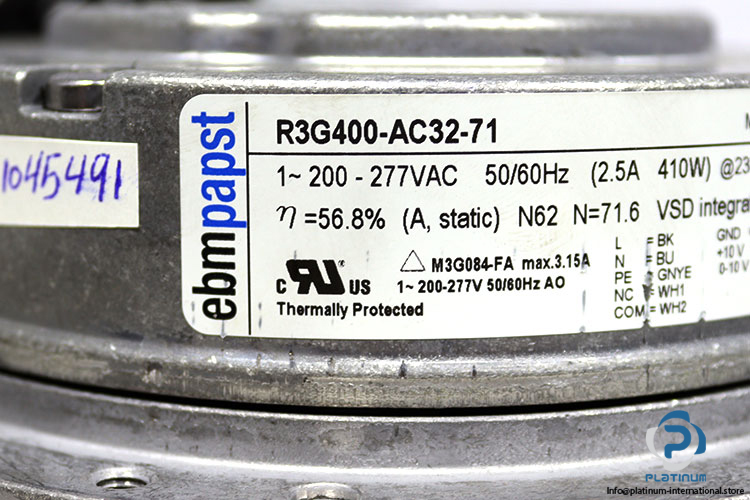 1045491
ebmpapst
R3G400-AC32-71
1~ 200 - 277VAC 50/60Hz (2.5A 410W) @23
η =56.8% (A, static) N62 N=71.6 VSD integra
c RU US
△ M3G084-FA max.3.15A
1~ 200-277V 50/60Hz AO
Thermally Protected
L = BK
N = BU
PE = GNYE
NC = WH1
COM = WH2
GND
+10 V
0-10 V
PLATINUM
Info@platinum-international.store